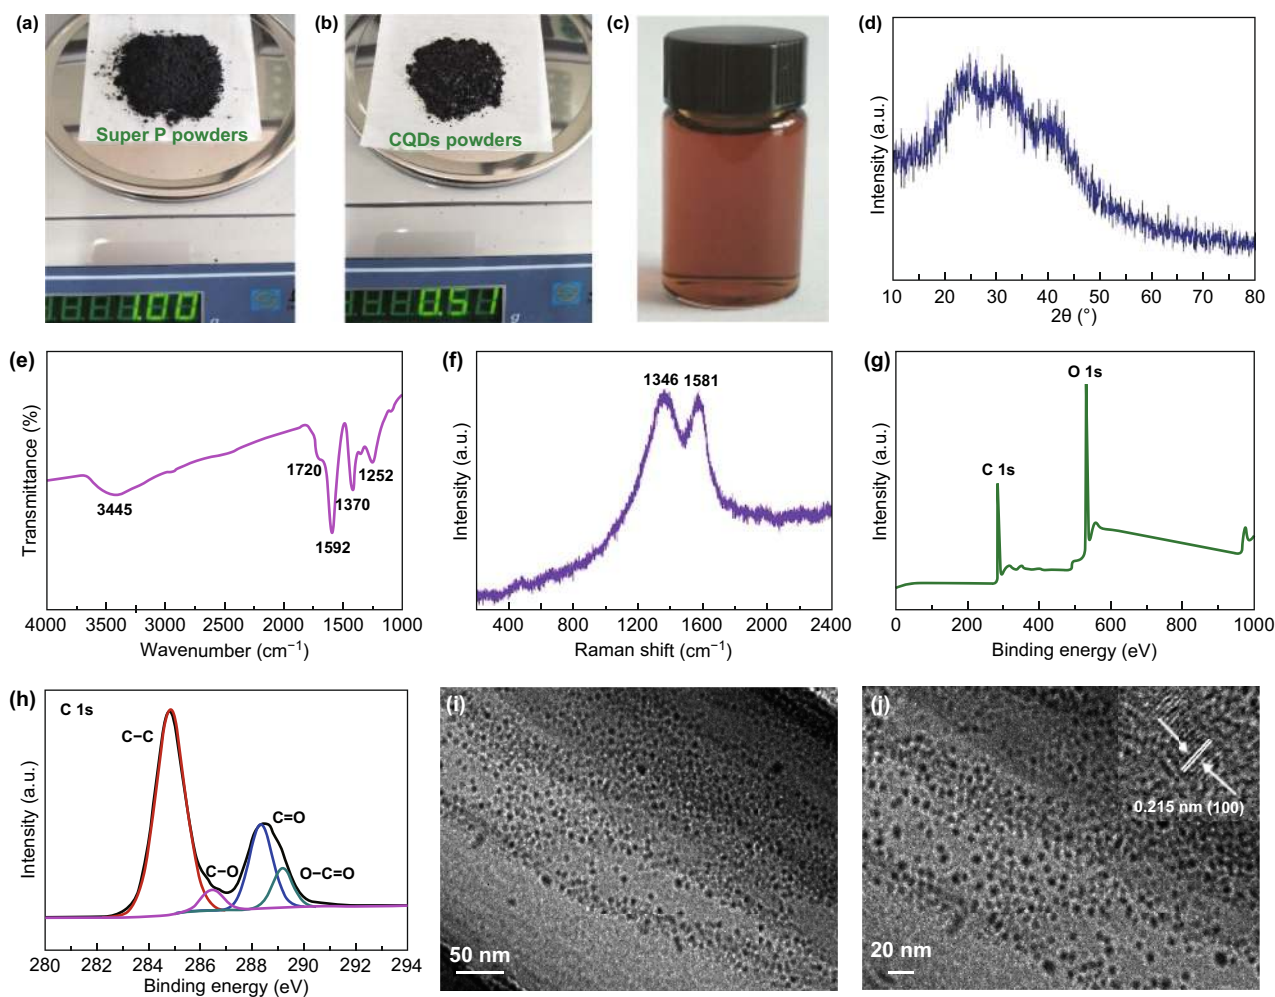 (a)
Super P powders
1.00
g
(b)
CQDs powders
0.51
g
(c)
(d)
Intensity (a.u.)
10 20 30 40 50 60 70 80
2θ (°)
(e)
Transmittance (%)
3445
1720
1592
1370
1252
4000 3500 3000 2500 2000 1500 1000
Wavenumber (cm−1)
(f)
Intensity (a.u.)
1346 1581
400 800 1200 1600 2000 2400
Raman shift (cm−1)
(g)
Intensity (a.u.)
C 1s
O 1s
0 200 400 600 800 1000
Binding energy (eV)
(h)
C 1s
Intensity (a.u.)
C−C
C−O
C=O
O−C=O
280 282 284 286 288 290 292 294
Binding energy (eV)
(i)
50 nm
(j)
0.215 nm (100)
20 nm